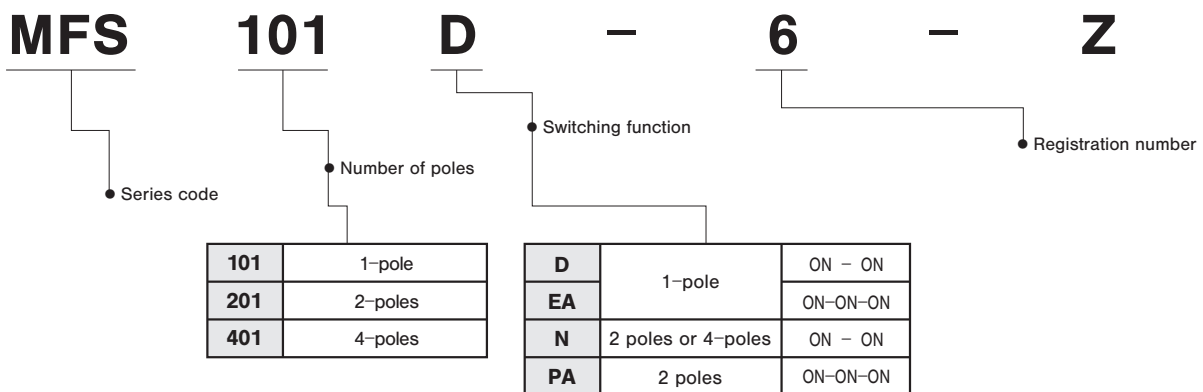 MFS 101 D - 6 - Z
Switching function
Registration number
Number of poles
Series code
101 1-pole
201 2-poles
401 4-poles
D 1-pole ON - ON
EA ON-ON-ON
N 2 poles or 4-poles ON - ON
PA 2 poles ON-ON-ON